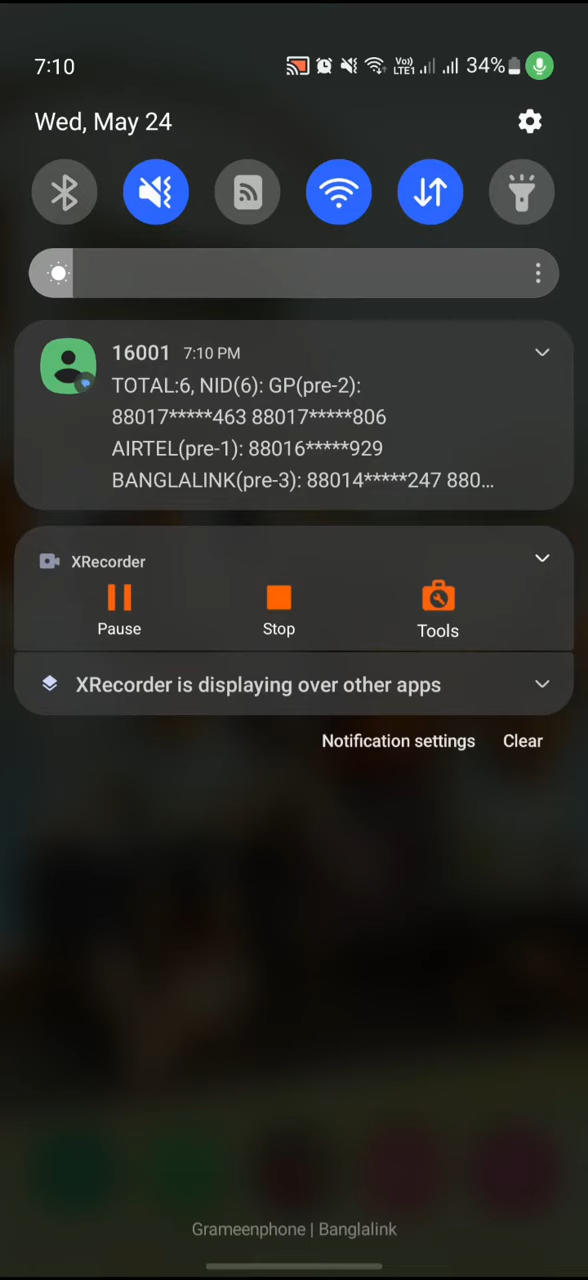 7:10
Vo) LTE1 34%
Wed, May 24
16001 7:10 PM
TOTAL:6, NID(6): GP(pre-2):
88017*****463 88017*****806
AIRTEL(pre-1): 88016*****929
BANGLALINK(pre-3): 88014*****247 880...
XRecorder
Pause Stop Tools
XRecorder is displaying over other apps
Notification settings Clear
Grameenphone | Banglalink